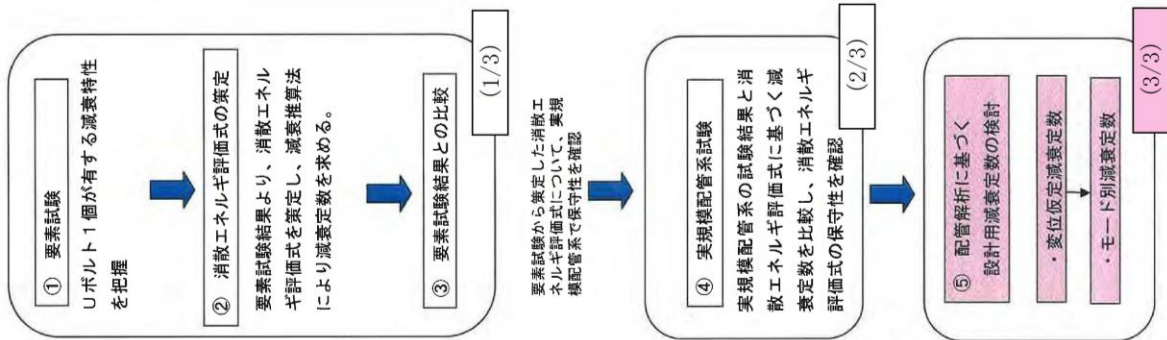 ① 要素試験
Uボルト1個が有する減衰特性
を把握
② 消散エネルギ評価式の策定
要素試験結果より、消散エネル
ギ評価式を策定し、減衰推算法
により減衰定数を求める。
③ 要素試験結果との比較
(1/3)
要素試験から策定した消散エ
ネルギ評価式について、実規
模配管系で保守性を確認
④ 実規模配管系試験
実規模配管系の試験結果と消
散エネルギ評価式に基づく減
衰定数を比較し、消散エネルギ
評価式の保守性を確認
(2/3)
⑤ 配管解析に基づく
設計用減衰定数の検討
・変位仮定減衰定数
・モード別減衰定数
(3/3)